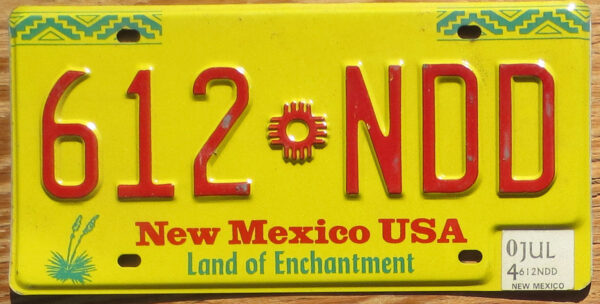 612 NDD
New Mexico USA
Land of Enchantment
0 JUL
4 612NDD
NEW MEXICO